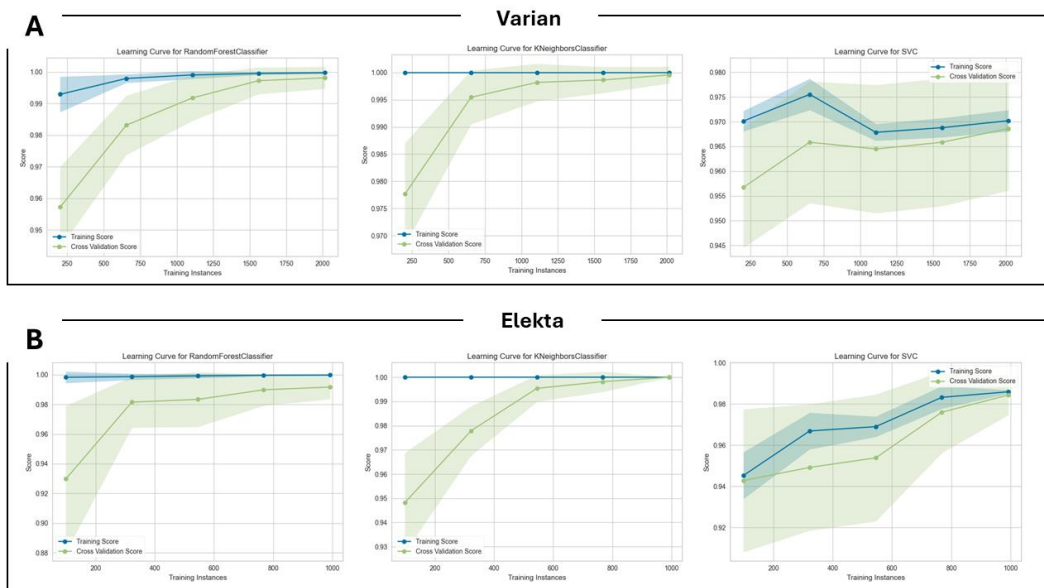 A
Varian
Learning Curve for RandomForestClassifier
Score
1.00
0.99
0.98
0.97
0.96
0.95
Training Score
Cross Validation Score
250 500 750 1000 1250 1500 1750 2000
Training Instances
Learning Curve for KNeighborsClassifier
Score
1.000
0.995
0.990
0.985
0.980
0.975
0.970
Training Score
Cross Validation Score
250 500 750 1000 1250 1500 1750 2000
Training Instances
Learning Curve for SVC
Training Score
Cross Validation Score
Score
0.980
0.975
0.970
0.965
0.960
0.955
0.950
0.945
250 500 750 1000 1250 1500 1750 2000
Training Instances
B
Elekta
Learning Curve for RandomForestClassifier
Score
1.00
0.98
0.96
0.94
0.92
0.90
0.88
Training Score
Cross Validation Score
200 400 600 800 1000
Training Instances
Learning Curve for KNeighborsClassifier
Score
1.00
0.99
0.98
0.97
0.96
0.95
0.94
0.93
Training Score
Cross Validation Score
200 400 600 800 1000
Training Instances
Learning Curve for SVC
Training Score
Cross Validation Score
Score
1.00
0.98
0.96
0.94
0.92
200 400 600 800 1000
Training Instances